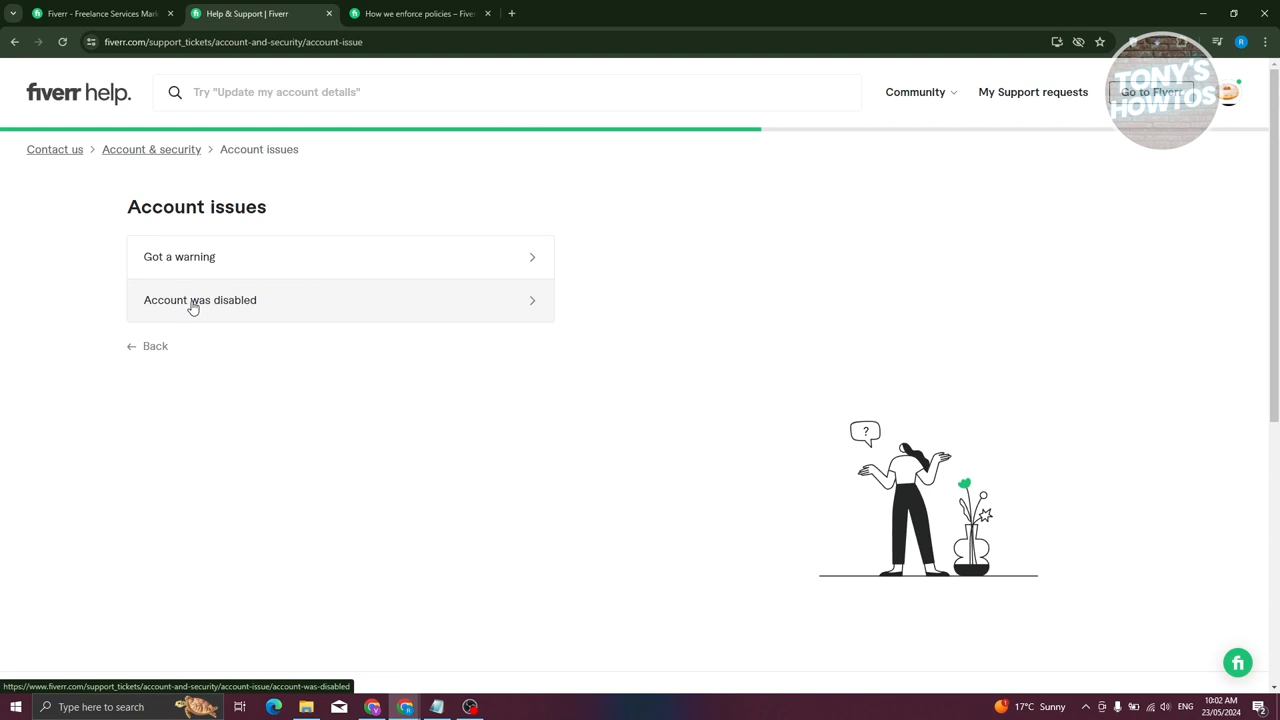 Fiverr - Freelance Services Mar
Help & Support | Fiverr
How we enforce policies – Fiver
fiverr.com/support_tickets/account-and-security/account-issue
R
fiverr help.
Try "Update my account details"
Community
My Support requests
Go to Fiverr
TONY'S
HOWTOS
Contact us > Account & security > Account issues
Account issues
Got a warning
Account was disabled
← Back
?
fi
https://www.fiverr.com/support_tickets/account-and-security/account-issue/account-was-disabled
Type here to search
17°C Sunny
ENG
10:02 AM
23/05/2024